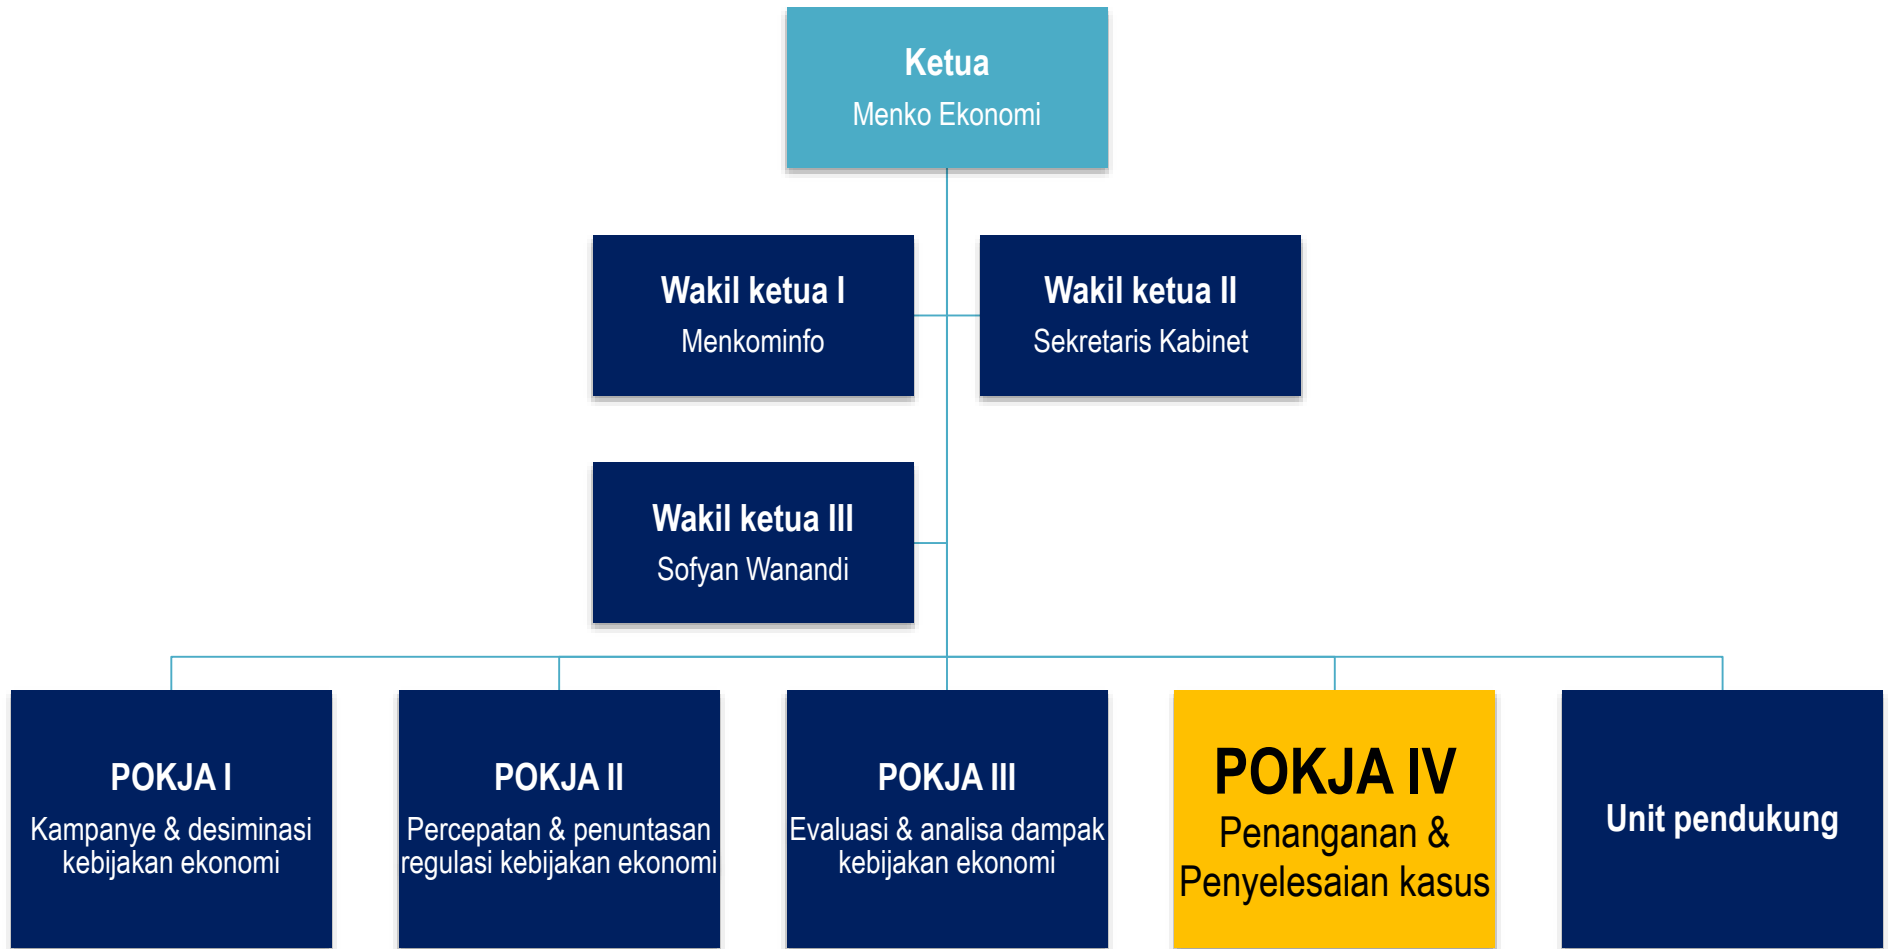 Ketua
Menko Ekonomi
Wakil ketua I
Menkominfo
Wakil ketua II
Sekretaris Kabinet
Wakil ketua III
Sofyan Wanandi
POKJA I
Kampanye & desiminasi
kebijakan ekonomi
POKJA II
Percepatan & penuntasan
regulasi kebijakan ekonomi
POKJA III
Evaluasi & analisa dampak
kebijakan ekonomi
POKJA IV
Penanganan &
Penyelesaian kasus
Unit pendukung